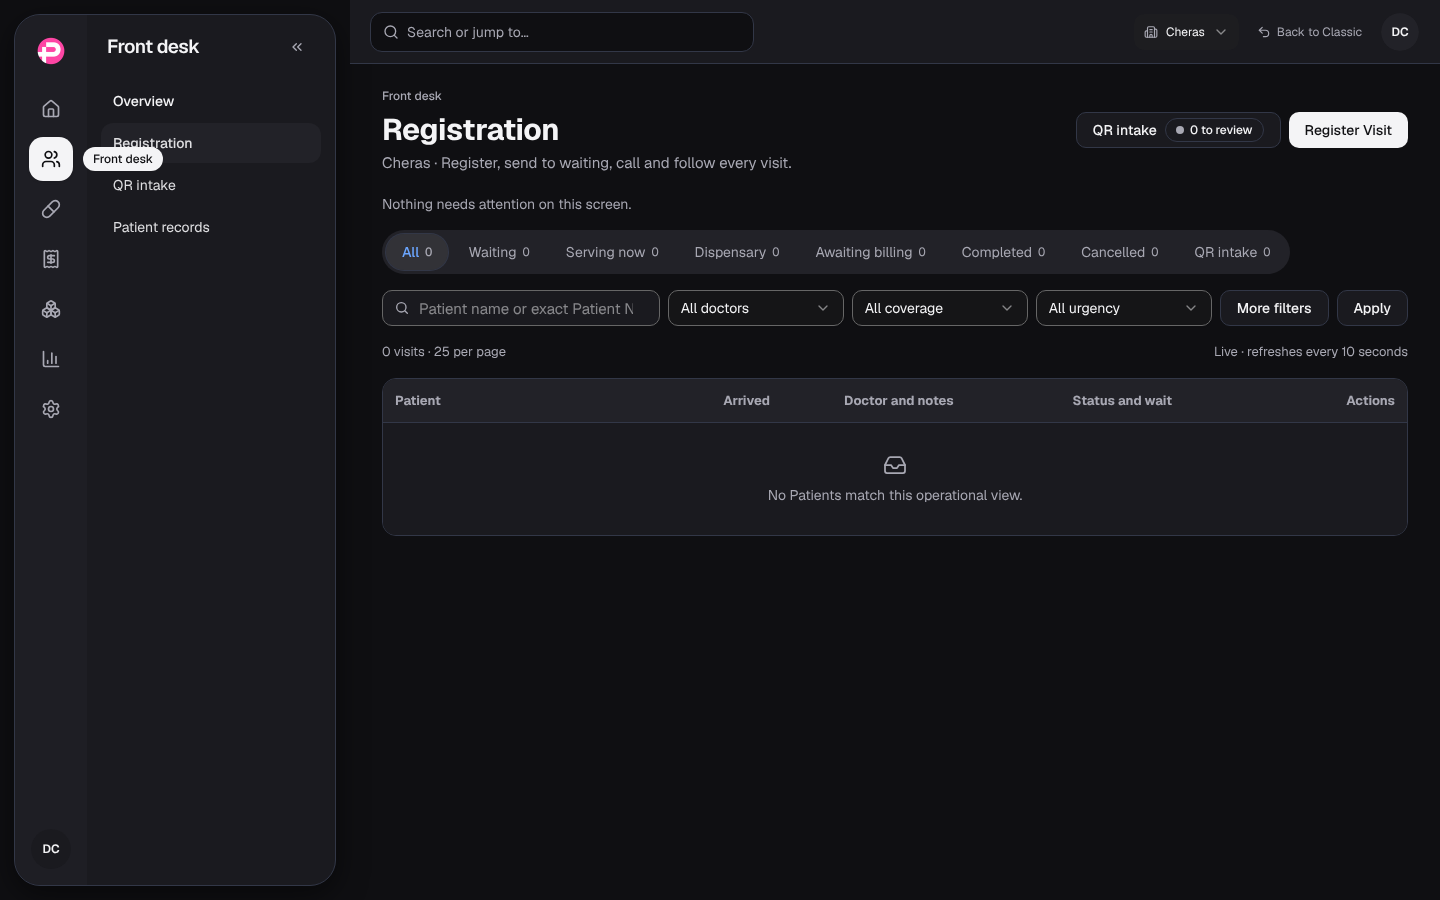 Front desk
Search or jump to...
Cheras
Back to Classic
DC
Overview
Registration
Front desk
QR intake
Patient records
DC
Front desk
Registration
Cheras · Register, send to waiting, call and follow every visit.
QR intake
0 to review
Register Visit
Nothing needs attention on this screen.
All 0
Waiting 0
Serving now 0
Dispensary 0
Awaiting billing 0
Completed 0
Cancelled 0
QR intake 0
Patient name or exact Patient N
All doctors
All coverage
All urgency
More filters
Apply
0 visits · 25 per page
Live · refreshes every 10 seconds
Patient
Arrived
Doctor and notes
Status and wait
Actions
No Patients match this operational view.